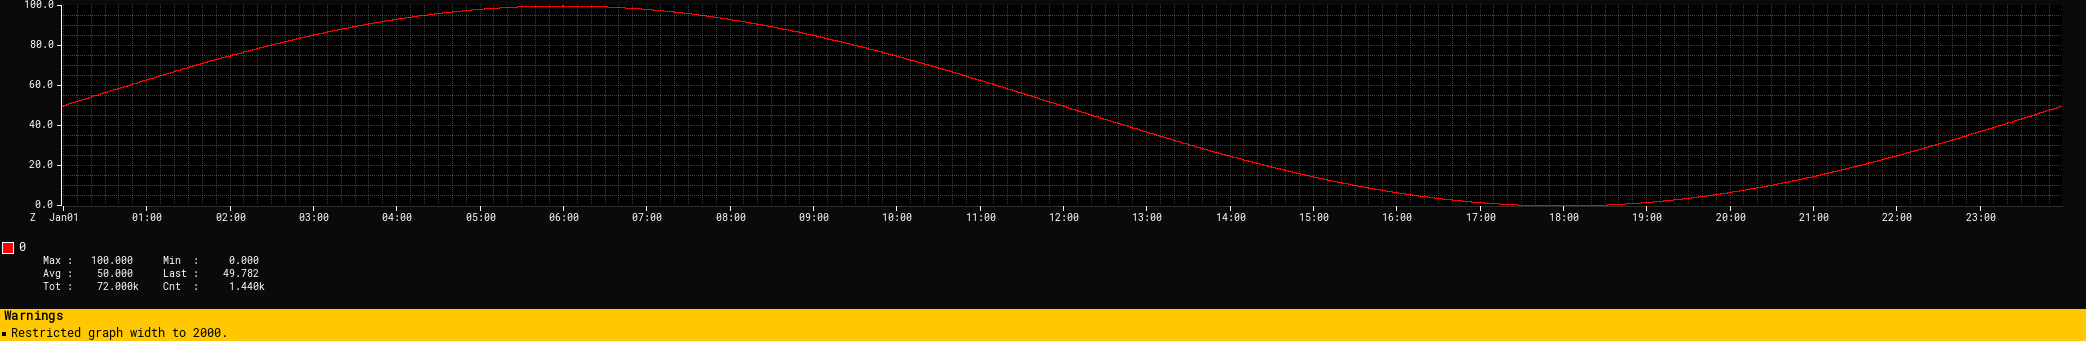 100.0
80.0
60.0
40.0
20.0
0.0
Z Jan01 01:00 02:00 03:00 04:00 05:00 06:00 07:00 08:00 09:00 10:00 11:00 12:00 13:00 14:00 15:00 16:00 17:00 18:00 19:00 20:00 21:00 22:00 23:00
0
Max : 100.000 Min : 0.000
Avg : 50.000 Last : 49.782
Tot : 72.000k Cnt : 1.440k
Warnings
▪ Restricted graph width to 2000.